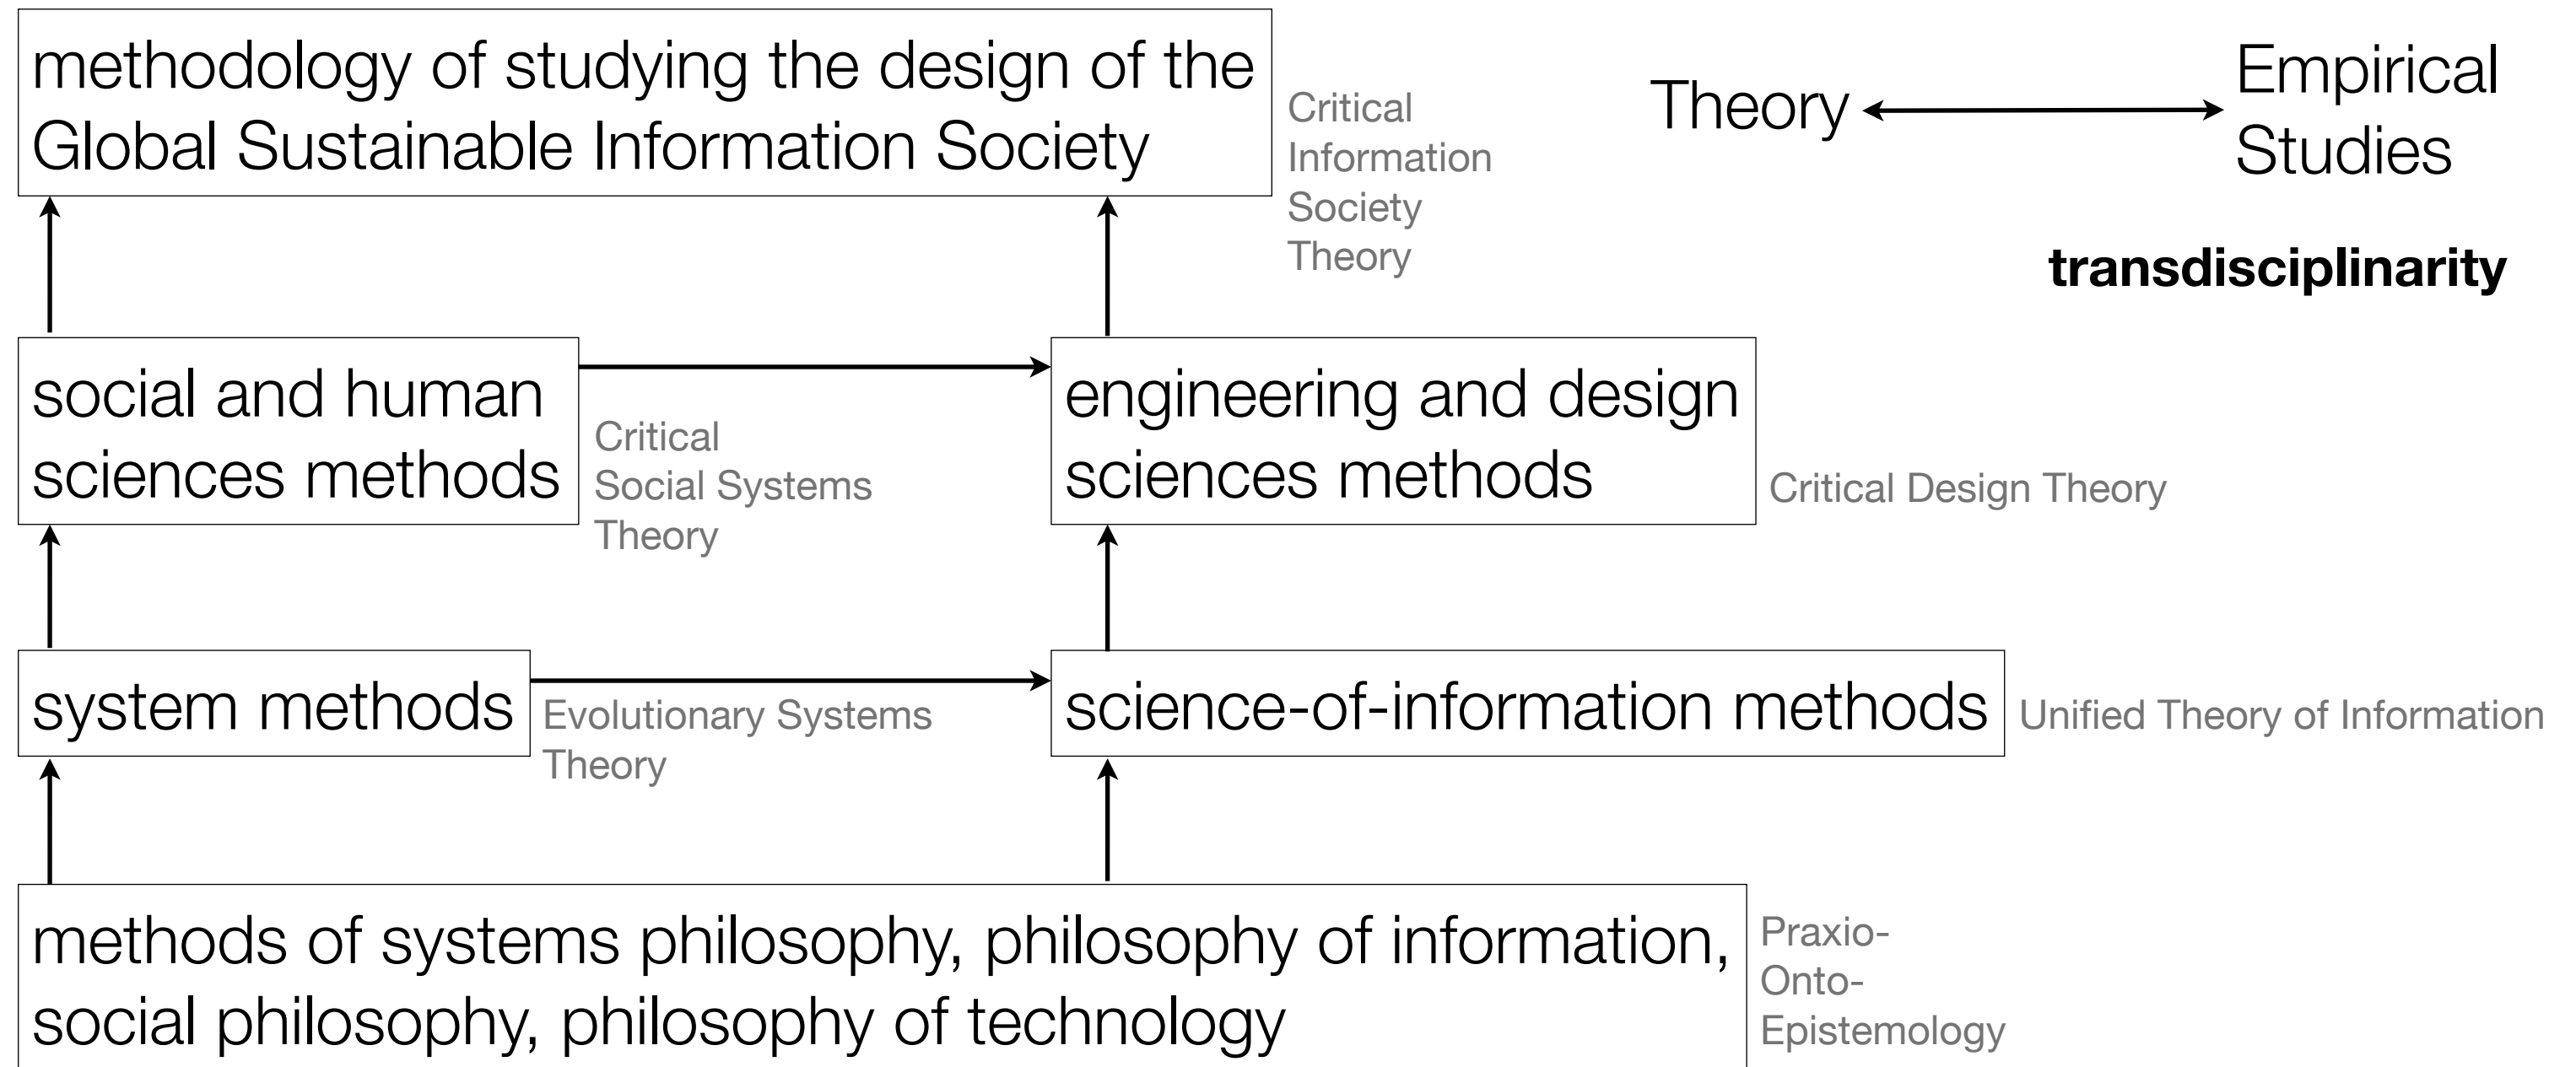 methodology of studying the design of the
Global Sustainable Information Society
Critical
Information
Society
Theory
Theory
Empirical
Studies
transdisciplinarity
social and human
sciences methods
Critical
Social Systems
Theory
engineering and design
sciences methods
Critical Design Theory
system methods
Evolutionary Systems
Theory
science-of-information methods
Unified Theory of Information
methods of systems philosophy, philosophy of information,
social philosophy, philosophy of technology
Praxio-
Onto-
Epistemology